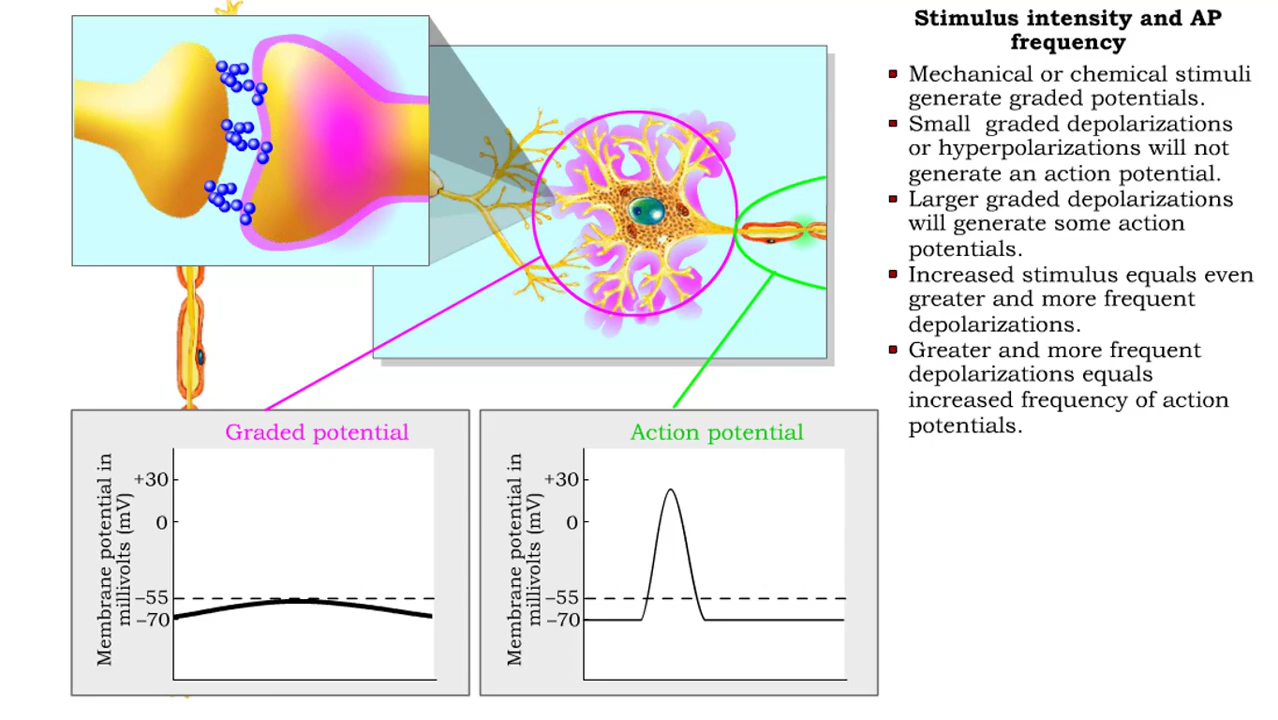 Stimulus intensity and AP
frequency
Mechanical or chemical stimuli
generate graded potentials.
Small  graded depolarizations
or hyperpolarizations will not
generate an action potential.
Larger graded depolarizations
will generate some action
potentials.
Increased stimulus equals even
greater and more frequent
depolarizations.
Greater and more frequent
depolarizations equals
increased frequency of action
potentials.
Graded potential
Membrane potential in
millivolts (mV)
+30
0
–55
–70
Action potential
Membrane potential in
millivolts (mV)
+30
0
–55
–70